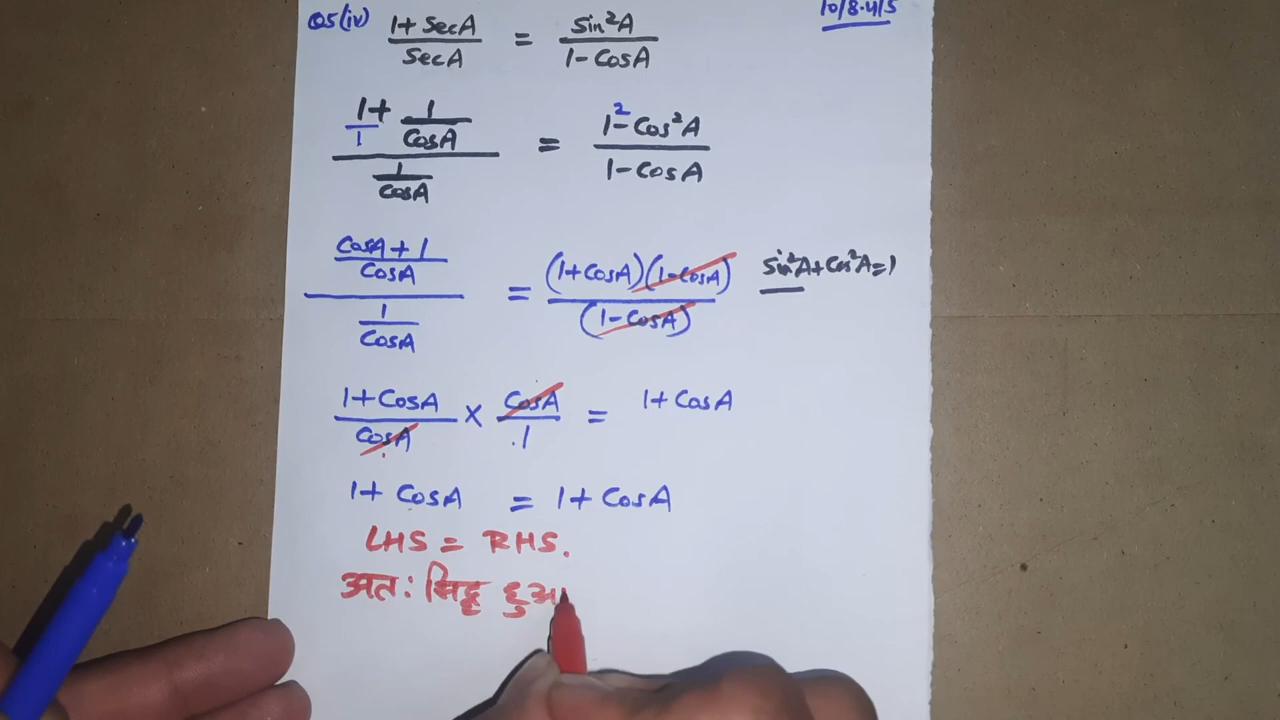 Q5(iv) (1+SecA)/SecA = Sin²A/(1-CosA) 10/8.4/5
(1/1 + 1/CosA)/(1/CosA) = (1²-Cos²A)/(1-CosA)
((CosA+1)/CosA)/(1/CosA) = (1+CosA)(1-CosA)/(1-CosA) Sin²A+Cos²A=1
(1+CosA)/CosA × CosA/1 = 1+CosA
1+ CosA = 1+ CosA
LHS = RHS.
अत: सिद्ध हुआ